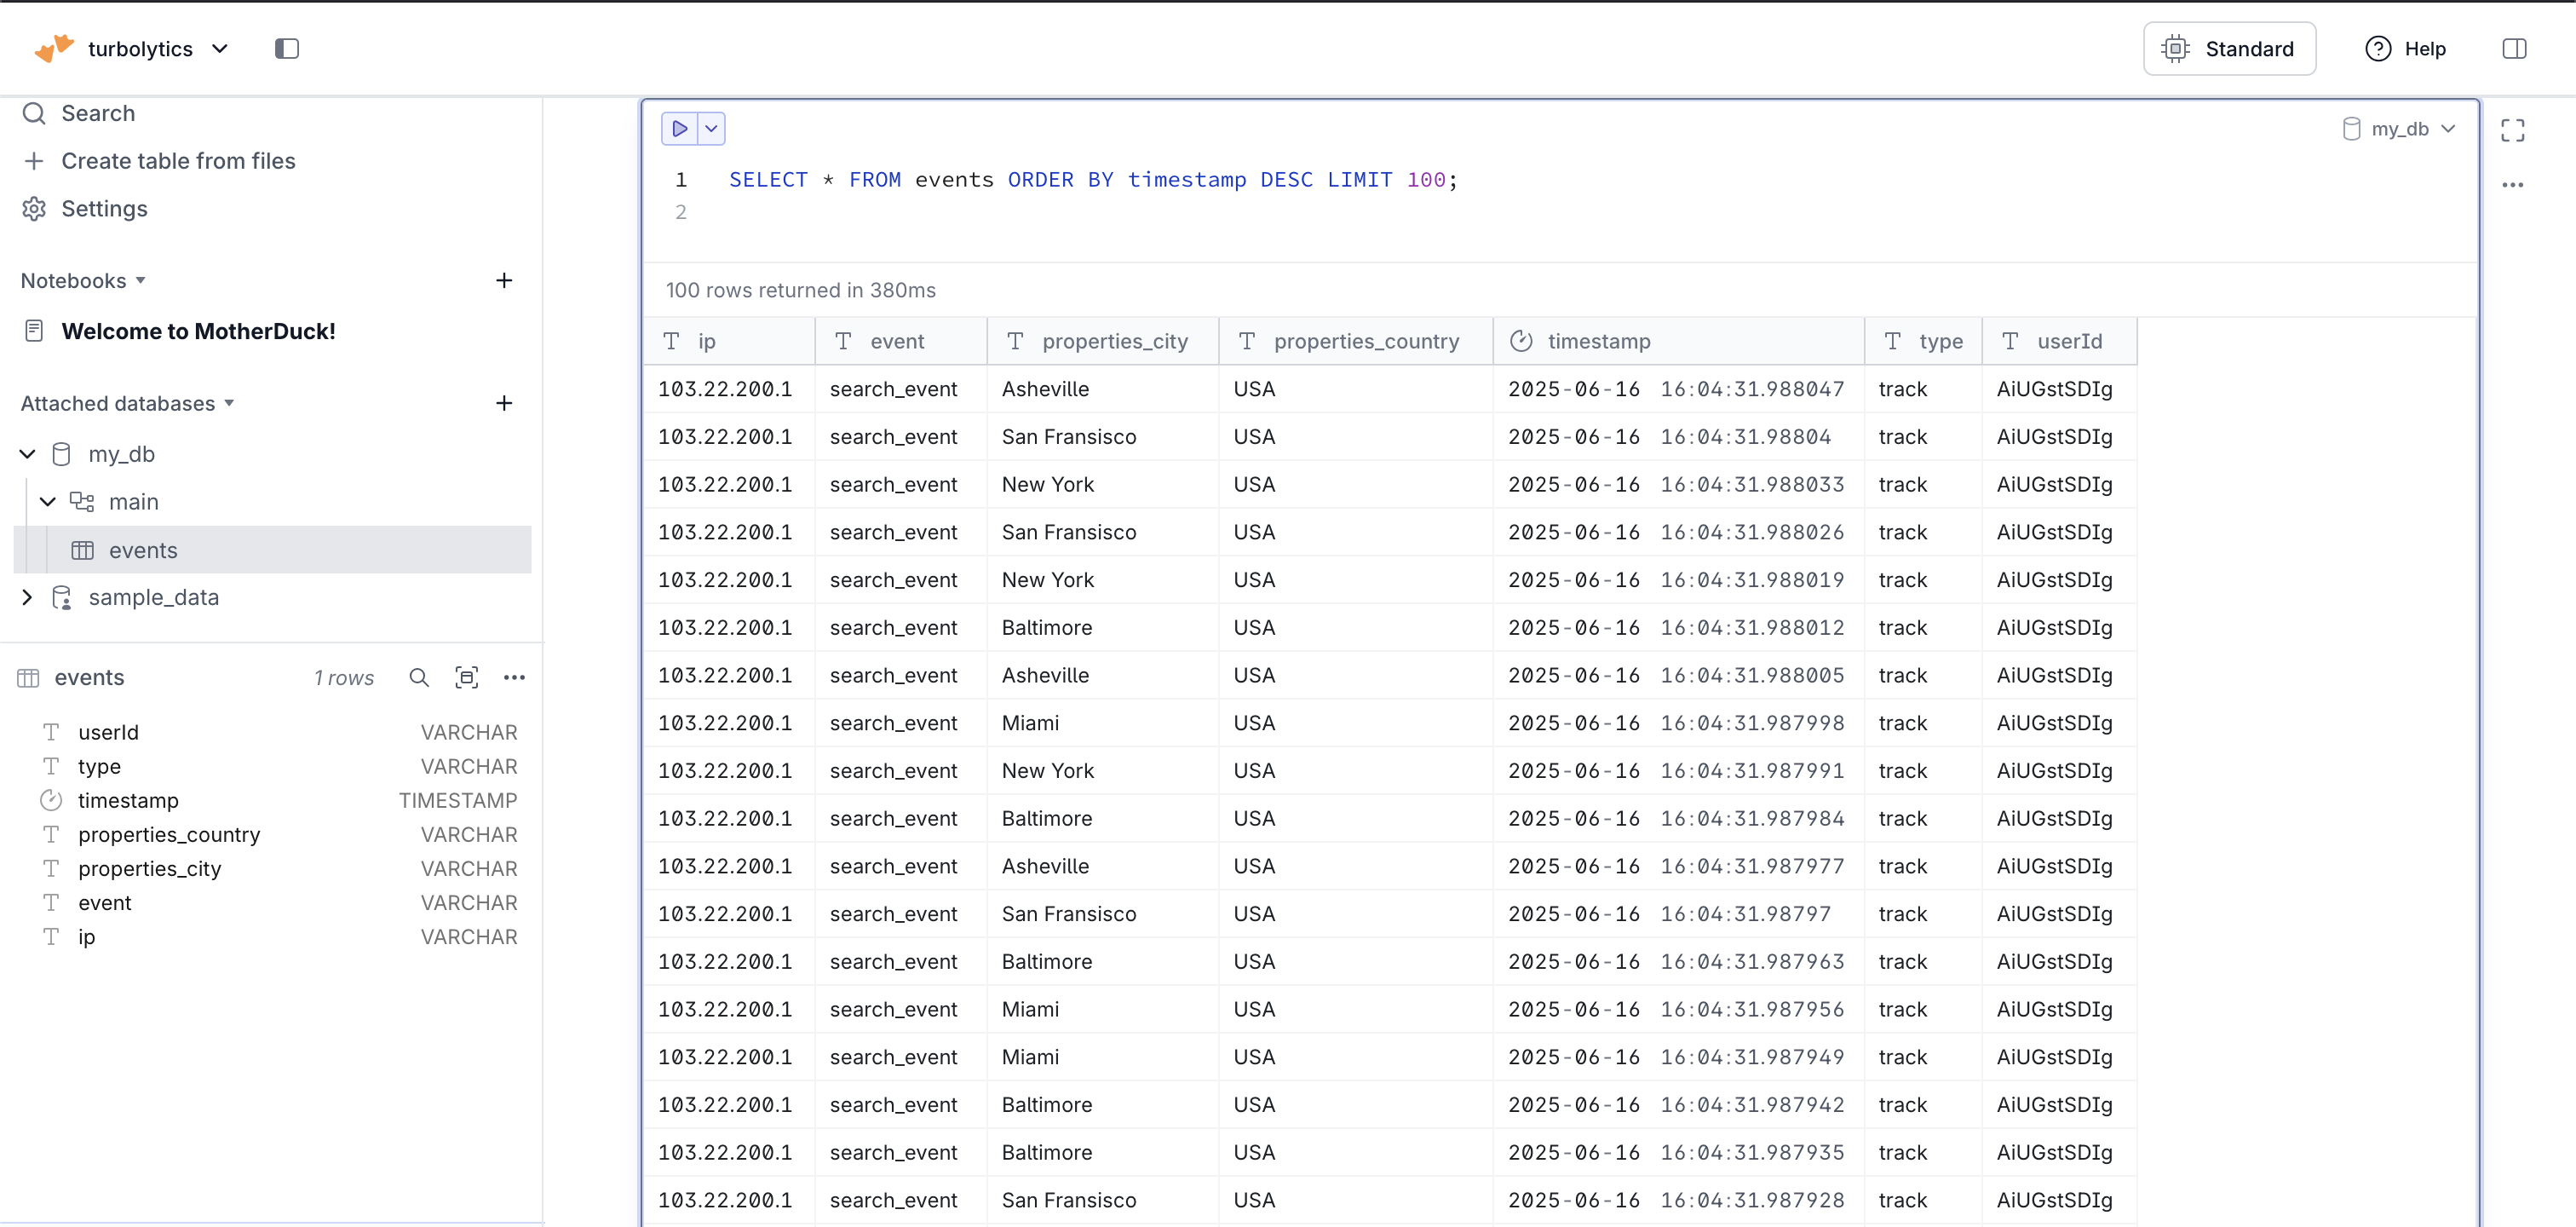 turbolytics
Standard
Help
Search
Create table from files
Settings
Notebooks
Welcome to MotherDuck!
Attached databases
my_db
main
events
sample_data
events 1 rows
userId VARCHAR
type VARCHAR
timestamp TIMESTAMP
properties_country VARCHAR
properties_city VARCHAR
event VARCHAR
ip VARCHAR
my_db
1 SELECT * FROM events ORDER BY timestamp DESC LIMIT 100;
2
100 rows returned in 380ms
ip event properties_city properties_country timestamp type userId
103.22.200.1 search_event Asheville USA 2025-06-16 16:04:31.988047 track AiUGstSDIg
103.22.200.1 search_event San Fransisco USA 2025-06-16 16:04:31.98804 track AiUGstSDIg
103.22.200.1 search_event New York USA 2025-06-16 16:04:31.988033 track AiUGstSDIg
103.22.200.1 search_event San Fransisco USA 2025-06-16 16:04:31.988026 track AiUGstSDIg
103.22.200.1 search_event New York USA 2025-06-16 16:04:31.988019 track AiUGstSDIg
103.22.200.1 search_event Baltimore USA 2025-06-16 16:04:31.988012 track AiUGstSDIg
103.22.200.1 search_event Asheville USA 2025-06-16 16:04:31.988005 track AiUGstSDIg
103.22.200.1 search_event Miami USA 2025-06-16 16:04:31.987998 track AiUGstSDIg
103.22.200.1 search_event New York USA 2025-06-16 16:04:31.987991 track AiUGstSDIg
103.22.200.1 search_event Baltimore USA 2025-06-16 16:04:31.987984 track AiUGstSDIg
103.22.200.1 search_event Asheville USA 2025-06-16 16:04:31.987977 track AiUGstSDIg
103.22.200.1 search_event San Fransisco USA 2025-06-16 16:04:31.98797 track AiUGstSDIg
103.22.200.1 search_event Baltimore USA 2025-06-16 16:04:31.987963 track AiUGstSDIg
103.22.200.1 search_event Miami USA 2025-06-16 16:04:31.987956 track AiUGstSDIg
103.22.200.1 search_event Miami USA 2025-06-16 16:04:31.987949 track AiUGstSDIg
103.22.200.1 search_event Baltimore USA 2025-06-16 16:04:31.987942 track AiUGstSDIg
103.22.200.1 search_event Baltimore USA 2025-06-16 16:04:31.987935 track AiUGstSDIg
103.22.200.1 search_event San Fransisco USA 2025-06-16 16:04:31.987928 track AiUGstSDIg